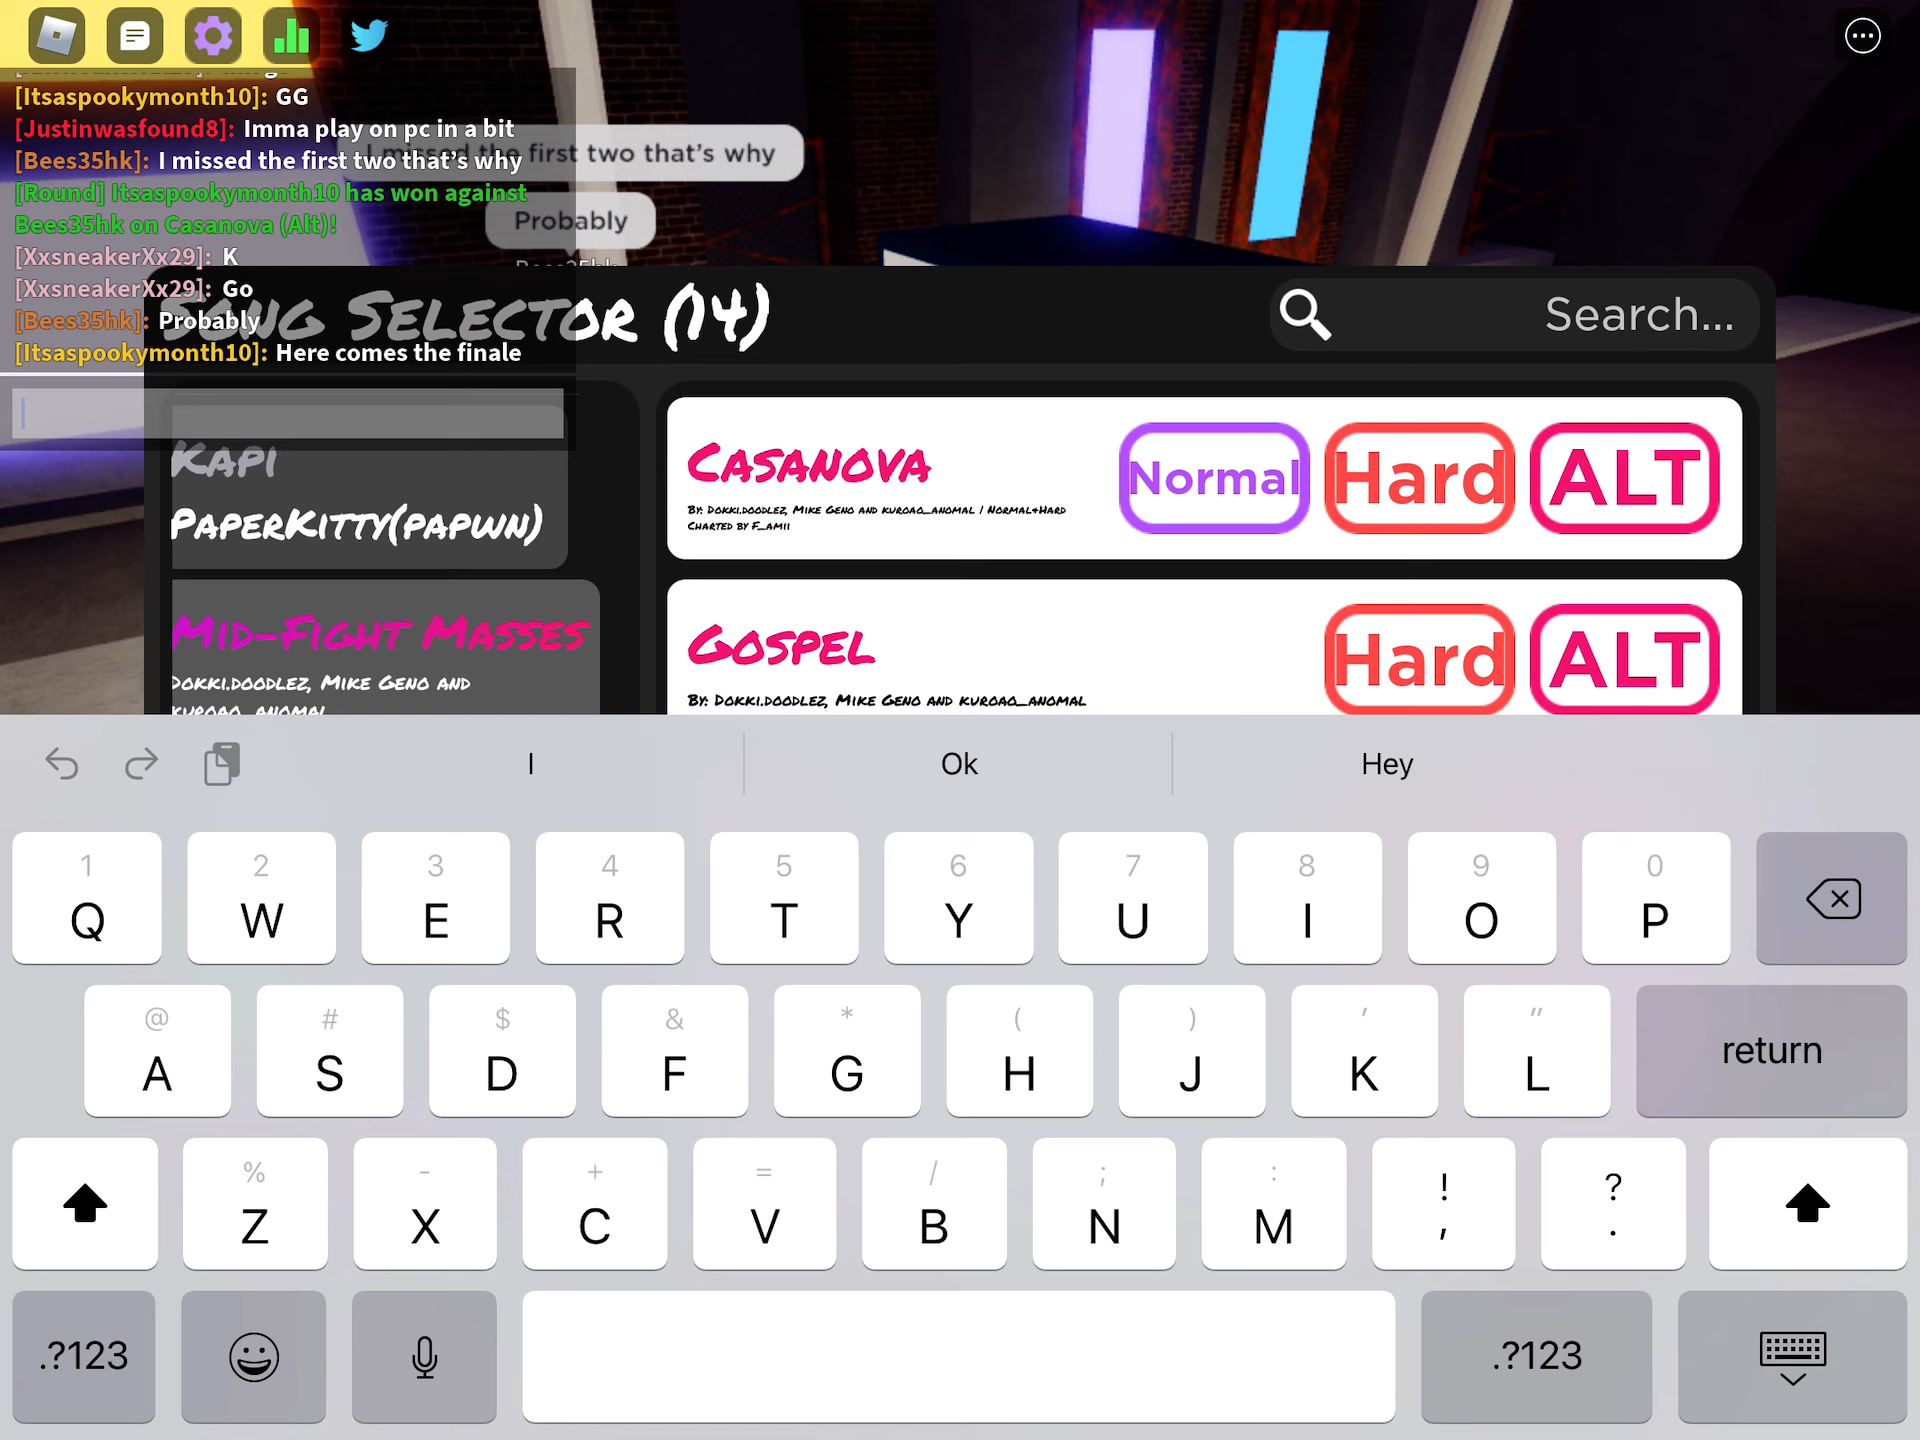 [Itsaspookymonth10]: GG
[Justinwasfound8]: Imma play on pc in a bit
[Bees35hk]: I missed the first two that's why
[Round] Itsaspookymonth10 has won against
Bees35hk on Casanova (Alt)!
[XxsneakerXx29]: K
[XxsneakerXx29]: Go
[Bees35hk]: Probably
[Itsaspookymonth10]: Here comes the finale
missed the first two that's why
Probably
Bees35hk
Song Selector (14)
Search...
Kapi
PaperKitty(papwn)
Mid-Fight Masses
Dokki.doodlez, Mike Geno and
kuroao_anomal
Casanova
By: Dokki.doodlez, Mike Geno and kuroao_anomal | Normal+Hard
Charted by F_amii
Normal Hard ALT
Gospel
By: Dokki.doodlez, Mike Geno and kuroao_anomal
Hard ALT
I Ok Hey
1 2 3 4 5 6 7 8 9 0
Q W E R T Y U I O P
@ # $ & * ( ) ' "
A S D F G H J K L return
% - + = / ; : ! ?
Z X C V B N M , .
.?123 .?123